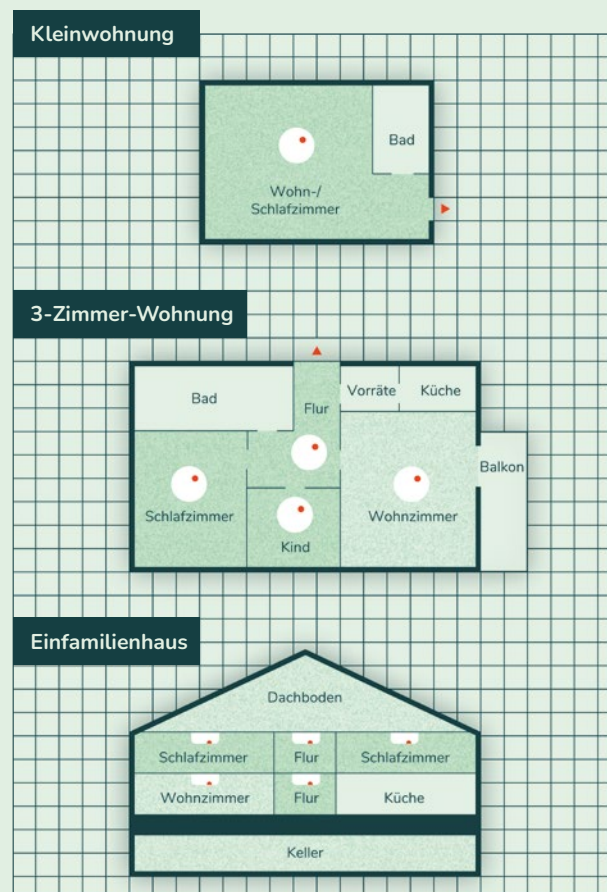 Kleinwohnung
Bad
Wohn-/
Schlafzimmer
3-Zimmer-Wohnung
Bad
Flur
Vorräte
Küche
Balkon
Schlafzimmer
Wohnzimmer
Kind
Einfamilienhaus
Dachboden
Schlafzimmer
Flur
Schlafzimmer
Wohnzimmer
Flur
Küche
Keller